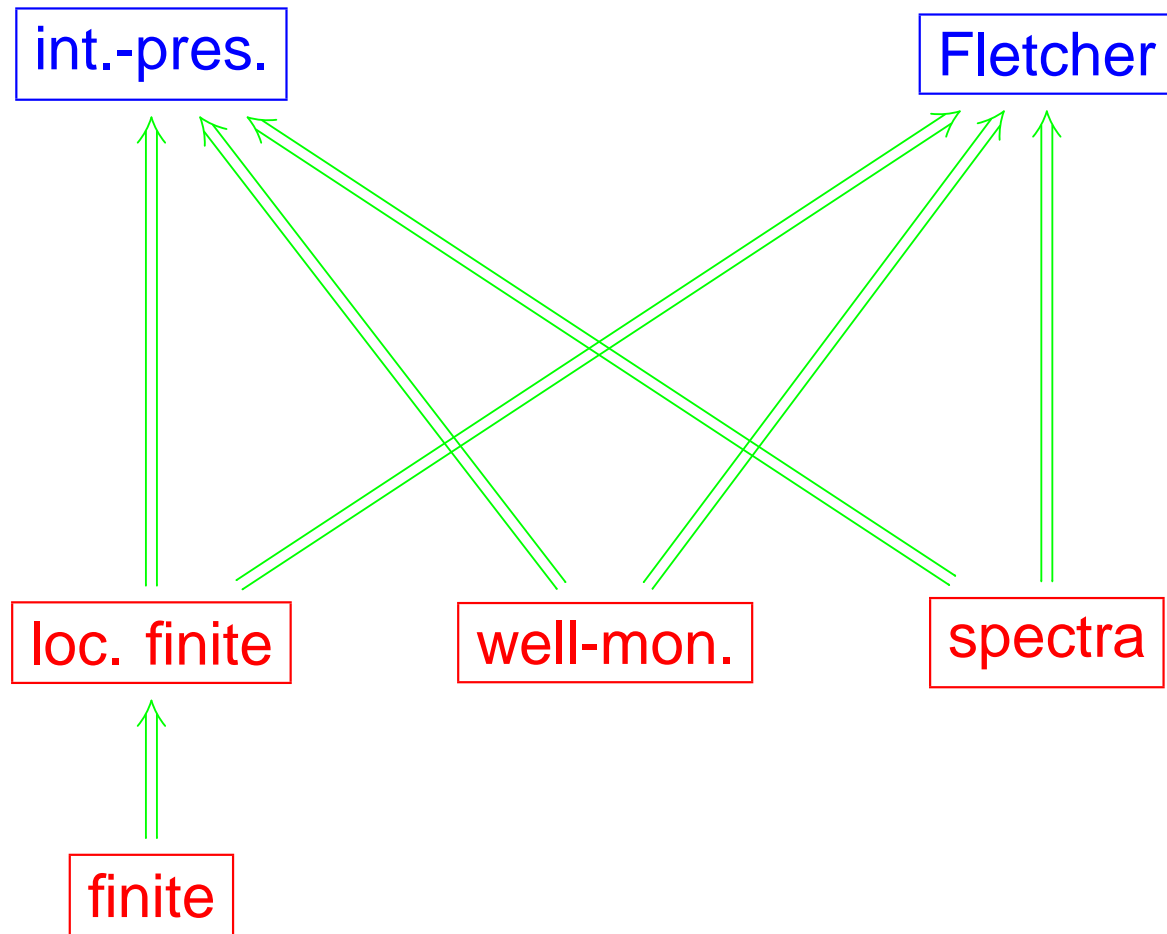 int.-pres.
Fletcher
loc. finite
well-mon.
spectra
finite